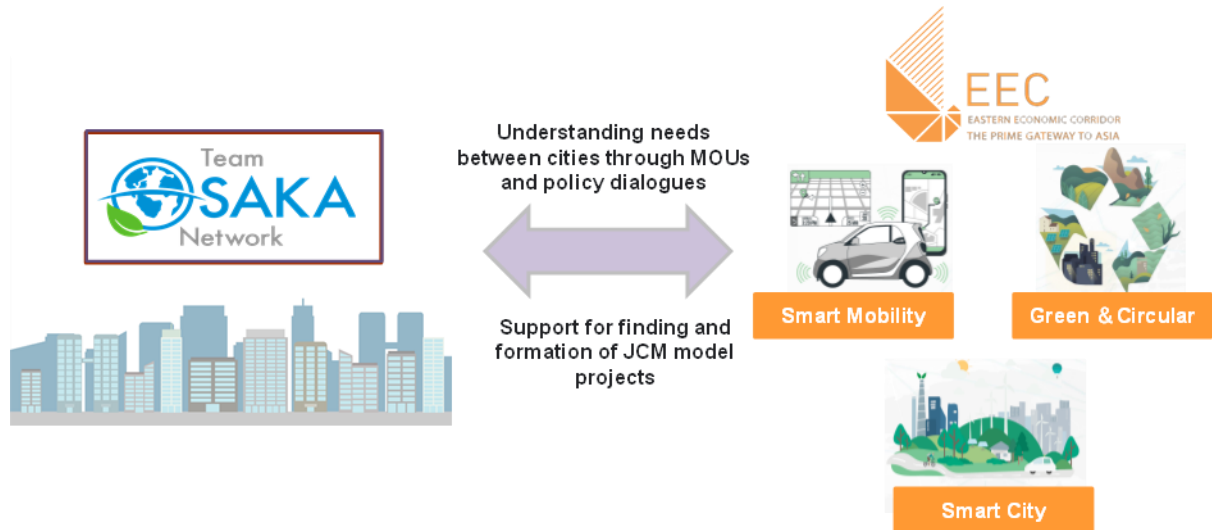 Team
OSAKA
Network
Understanding needs
between cities through MOUs
and policy dialogues
Support for finding and
formation of JCM model
projects
EEC
EASTERN ECONOMIC CORRIDOR
THE PRIME GATEWAY TO ASIA
Smart Mobility
Green & Circular
Smart City